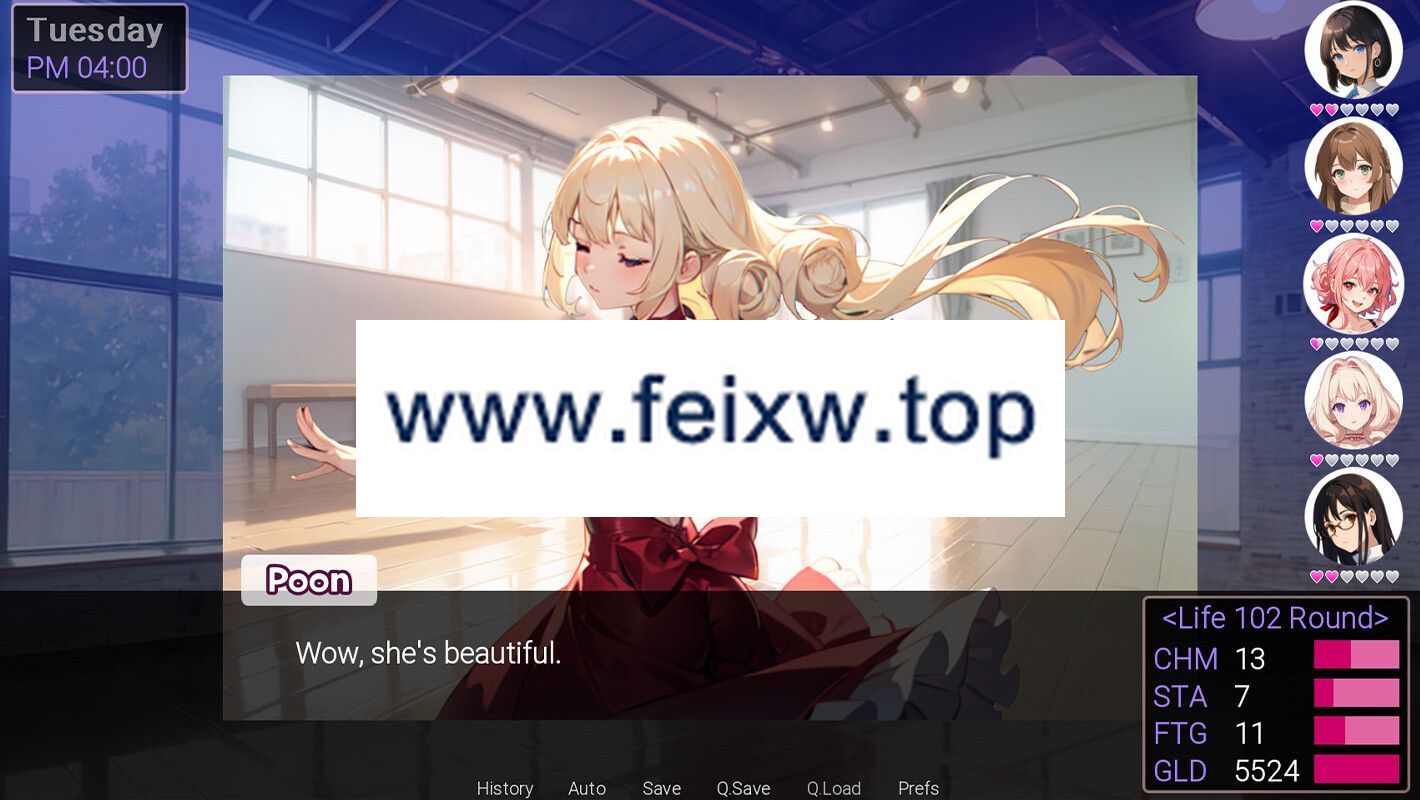 Tuesday
PM 04:00
www.feixw.top
Poon
Wow, she's beautiful.
<Life 102 Round>
CHM 13
STA 7
FTG 11
GLD 5524
History Auto Save Q.Save Q.Load Prefs